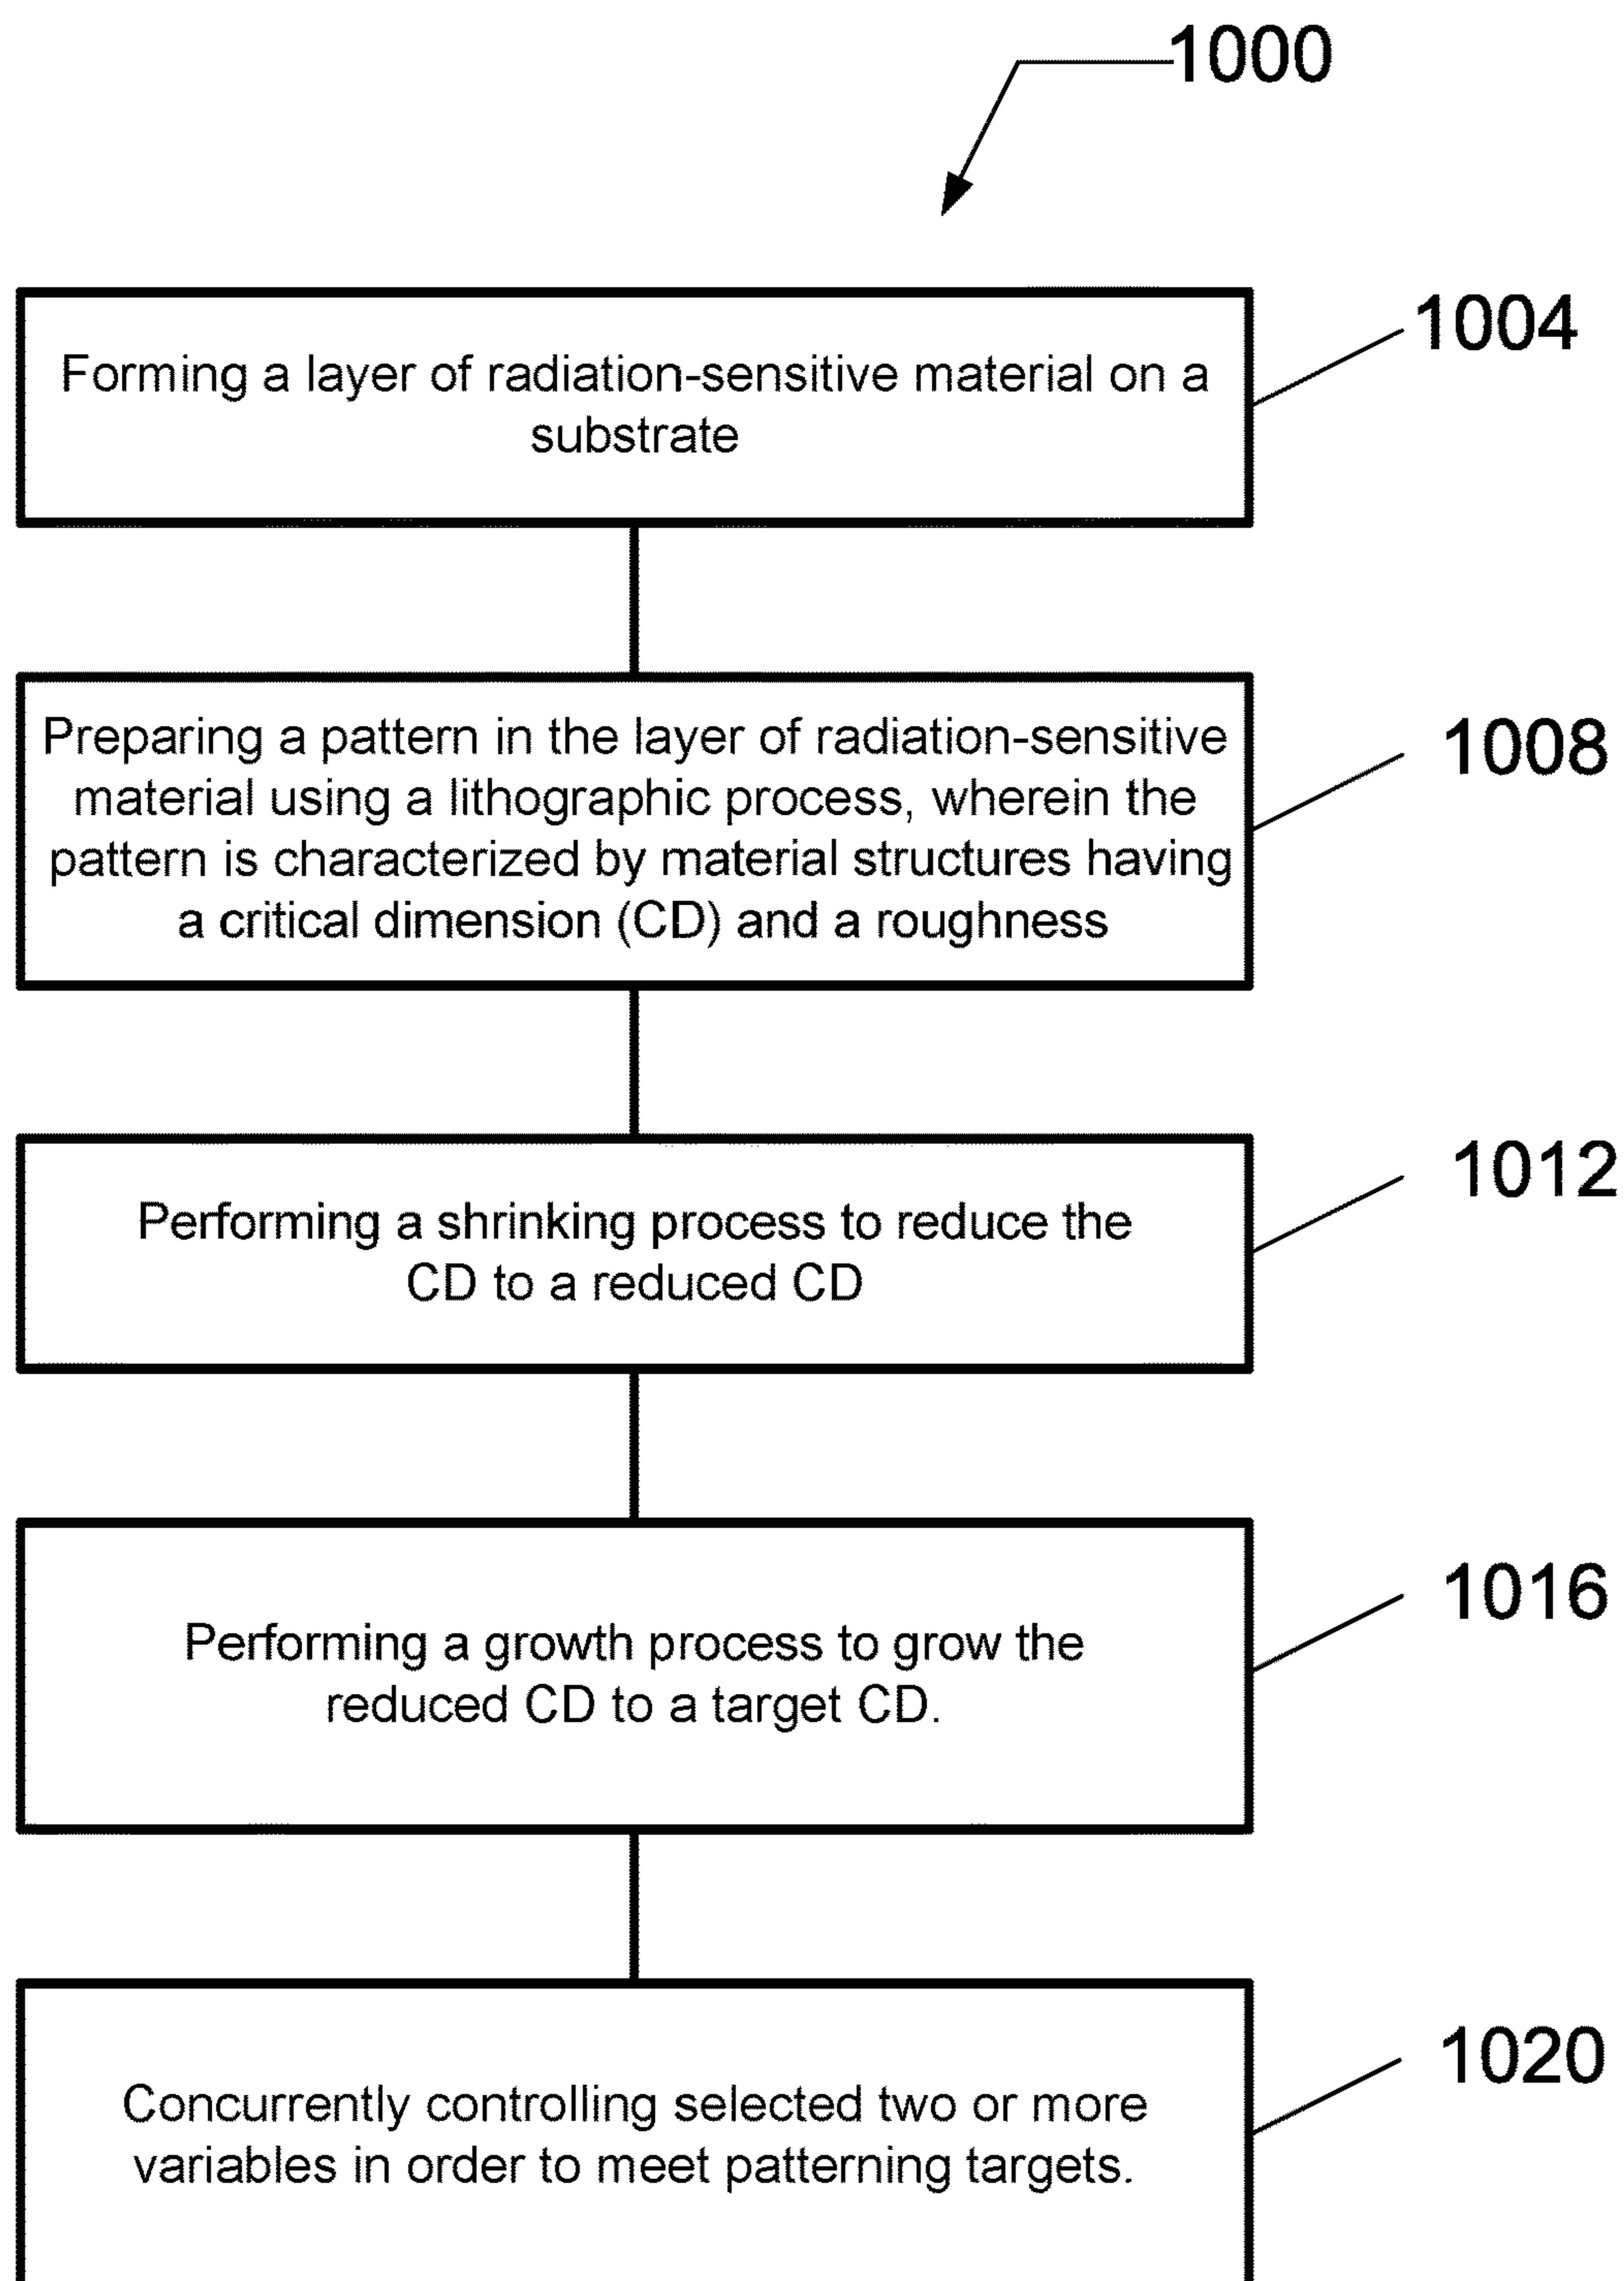 1000
Forming a layer of radiation-sensitive material on a
substrate
1004
Preparing a pattern in the layer of radiation-sensitive
material using a lithographic process, wherein the
pattern is characterized by material structures having
a critical dimension (CD) and a roughness
1008
Performing a shrinking process to reduce the
CD to a reduced CD
1012
Performing a growth process to grow the
reduced CD to a target CD.
1016
Concurrently controlling selected two or more
variables in order to meet patterning targets.
1020